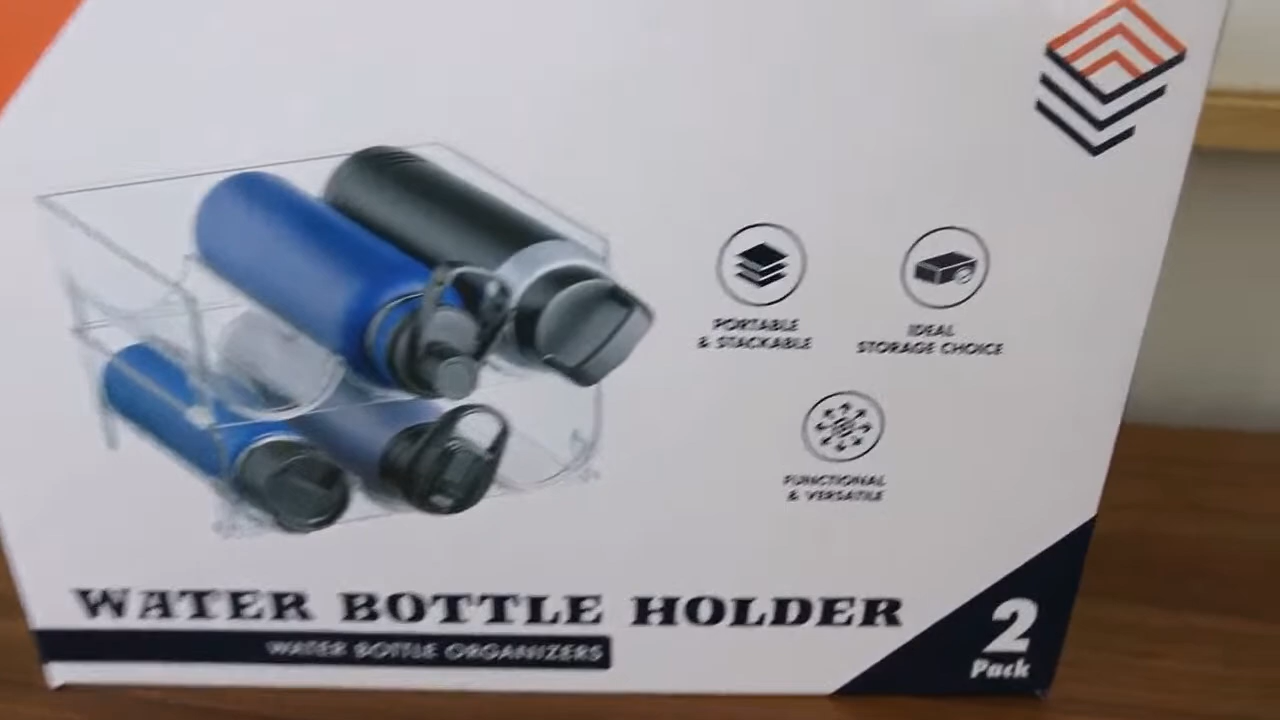 PORTABLE
& STACKABLE
IDEAL
STORAGE CHOICE
FUNCTIONAL
& VERSATILE
WATER BOTTLE HOLDER
WATER BOTTLE ORGANIZERS
2
Pack